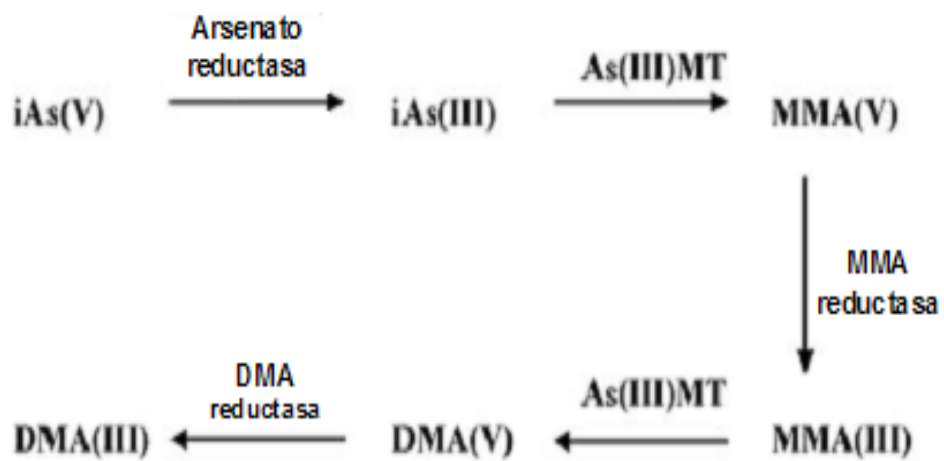 Arsenato
reductasa
As(III)MT
iAs(V)
iAs(III)
MMA(V)
MMA
reductasa
DMA
reductasa
As(III)MT
DMA(III)
DMA(V)
MMA(III)